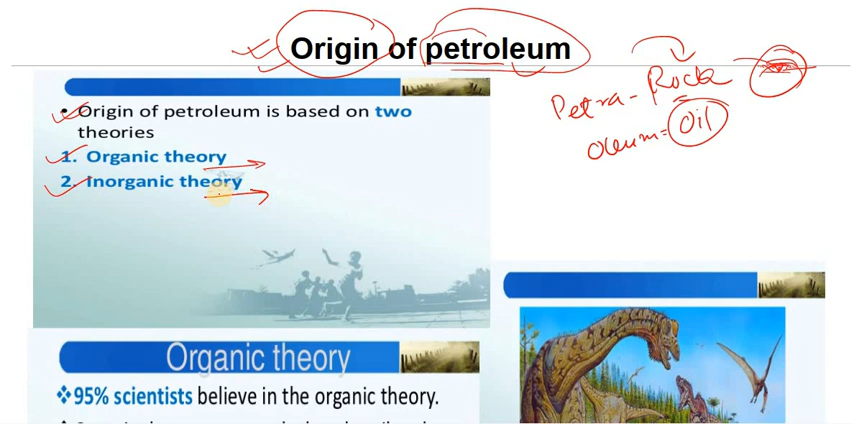 Origin of petroleum
Petra - Rock
Oleum = Oil
• Origin of petroleum is based on two
theories
1. Organic theory
2. Inorganic theory
Organic theory
❖95% scientists believe in the organic theory.